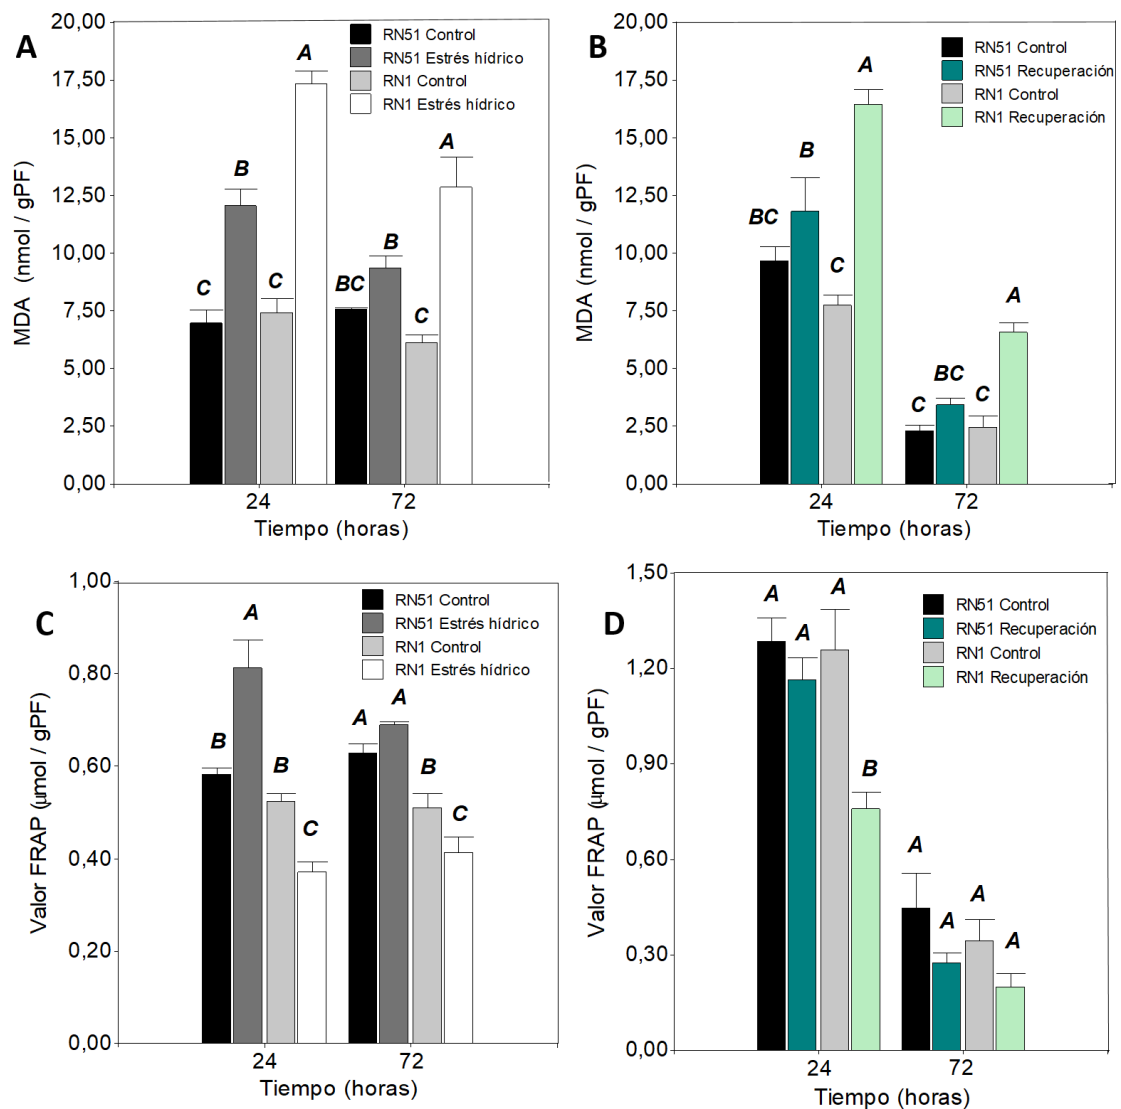 A
MDA (nmol / gPF)
20,00
17,50
15,00
12,50
10,00
7,50
5,00
2,50
0,00
RN51 Control
RN51 Estrés hídrico
RN1 Control
RN1 Estrés hídrico
C
B
C
A
BC
B
C
A
24
72
Tiempo (horas)
B
MDA (nmol / gPF)
20,00
17,50
15,00
12,50
10,00
7,50
5,00
2,50
0,00
RN51 Control
RN51 Recuperación
RN1 Control
RN1 Recuperación
BC
B
C
A
C
BC
C
A
24
72
Tiempo (horas)
C
Valor FRAP (µmol / gPF)
1,00
0,80
0,60
0,40
0,20
0,00
RN51 Control
RN51 Estrés hídrico
RN1 Control
RN1 Estrés hídrico
B
A
B
C
A
A
B
C
24
72
Tiempo (horas)
D
Valor FRAP (µmol / gPF)
1,50
1,20
0,90
0,60
0,30
0,00
RN51 Control
RN51 Recuperación
RN1 Control
RN1 Recuperación
A
A
A
B
A
A
A
A
24
72
Tiempo (horas)